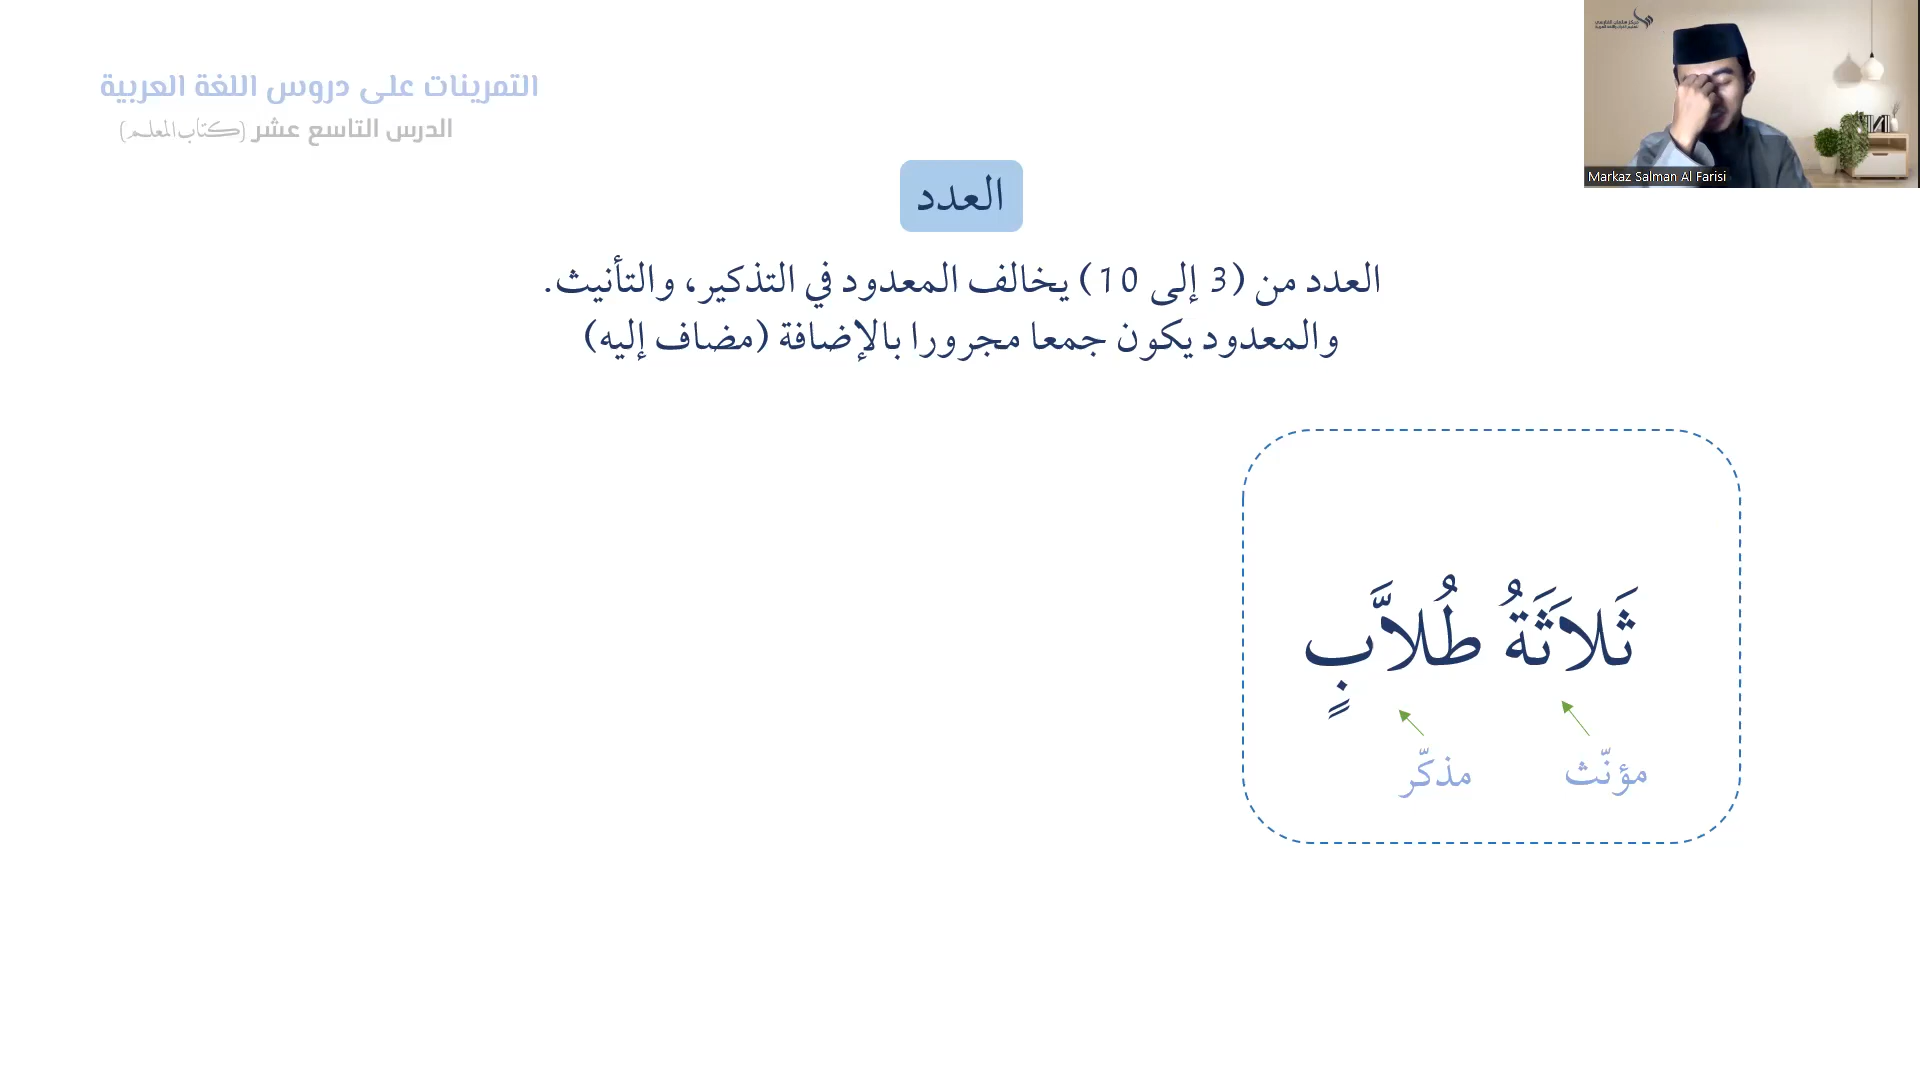 التمرينات على دروس اللغة العربية
الدرس التاسع عشر (كتاب المعلم)
العدد
العدد من (3 إلى 10) يخالف المعدود في التذكير، والتأنيث.
والمعدود يكون جمعا مجرورا بالإضافة (مضاف إليه)
ثَلاَثَةُ طُلاَّبٍ
مؤنّث
مذكّر
Markaz Salman Al Farisi